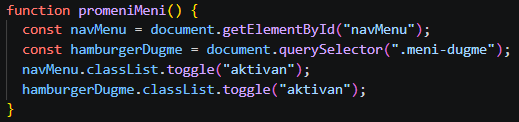 function promeniMeni() {
  const navMenu = document.getElementById("navMenu");
  const hamburgerDugme = document.querySelector(".meni-dugme");
  navMenu.classList.toggle("aktivan");
  hamburgerDugme.classList.toggle("aktivan");
}